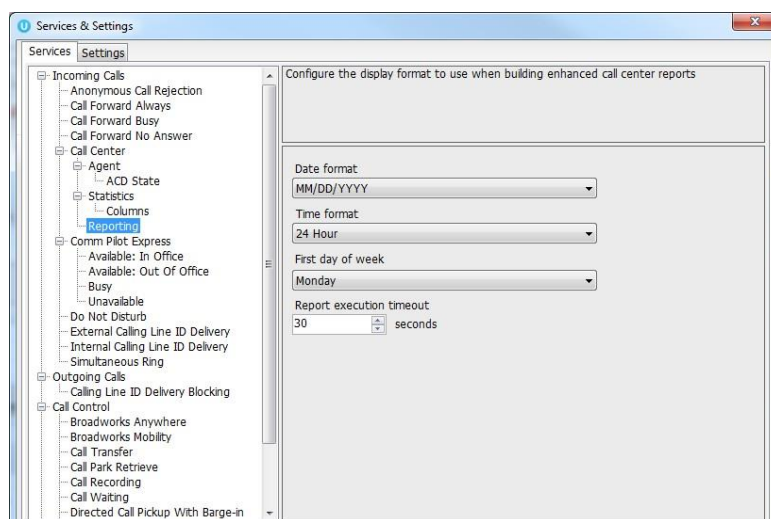 Services & Settings
Services Settings
Incoming Calls
Anonymous Call Rejection
Call Forward Always
Call Forward Busy
Call Forward No Answer
Call Center
Agent
ACD State
Statistics
Columns
Reporting
Comm Pilot Express
Available: In Office
Available: Out Of Office
Busy
Unavailable
Do Not Disturb
External Calling Line ID Delivery
Internal Calling Line ID Delivery
Simultaneous Ring
Outgoing Calls
Calling Line ID Delivery Blocking
Call Control
Broadworks Anywhere
Broadworks Mobility
Call Transfer
Call Park Retrieve
Call Recording
Call Waiting
Directed Call Pickup With Barge-in
Configure the display format to use when building enhanced call center reports
Date format
MM/DD/YYYY
Time format
24 Hour
First day of week
Monday
Report execution timeout
30 seconds